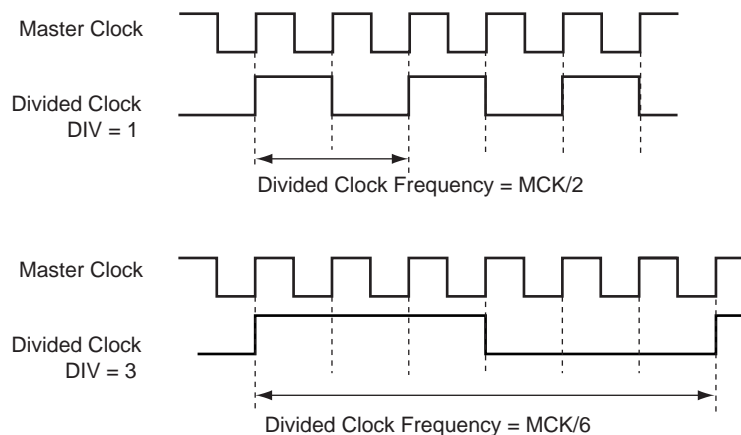 Master Clock
Divided Clock
DIV = 1
Divided Clock Frequency = MCK/2
Master Clock
Divided Clock
DIV = 3
Divided Clock Frequency = MCK/6